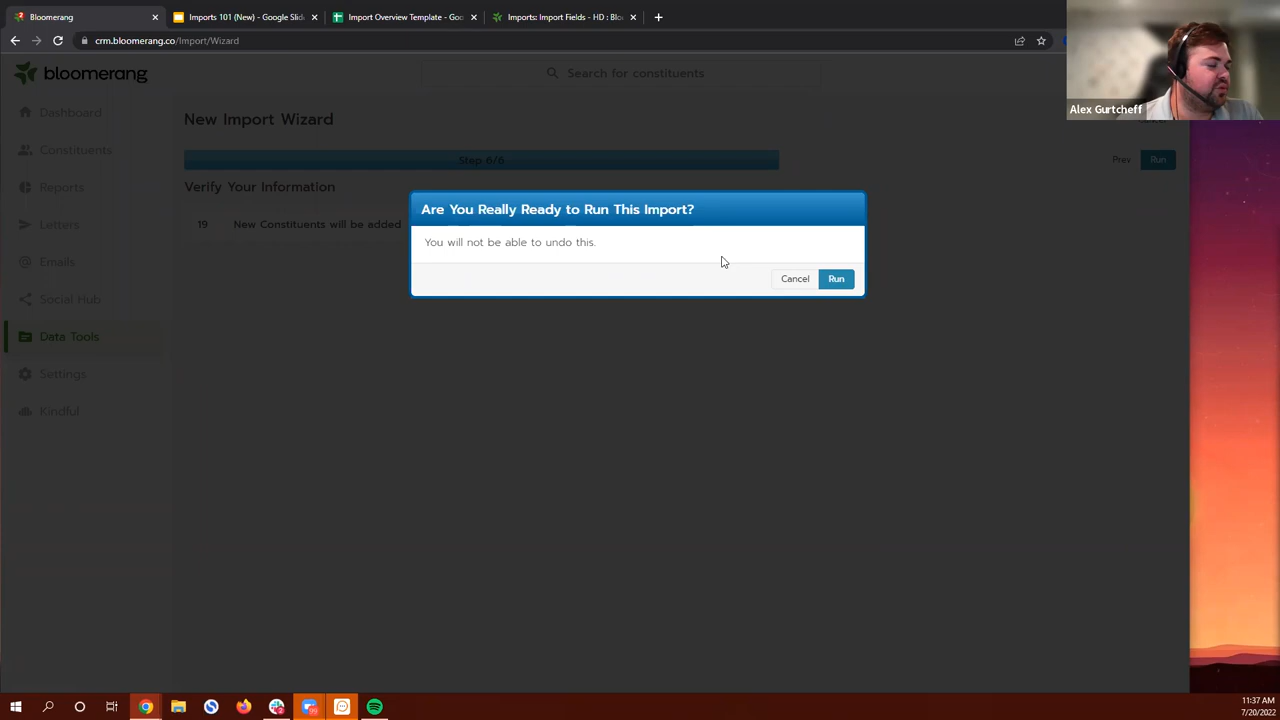 Bloomerang
Imports 101 (New) - Google Slid
Import Overview Template - Goo
Imports: Import Fields - HD : Blo
crm.bloomerang.co/Import/Wizard
bloomerang
Search for constituents
Alex Gurtcheff
Dashboard
Constituents
Reports
Letters
Emails
Social Hub
Data Tools
Settings
Kindful
New Import Wizard
Step 6/6
Prev
Run
Verify Your Information
19 New Constituents will be added
Are You Really Ready to Run This Import?
You will not be able to undo this.
Cancel
Run
11:37 AM
7/20/2022